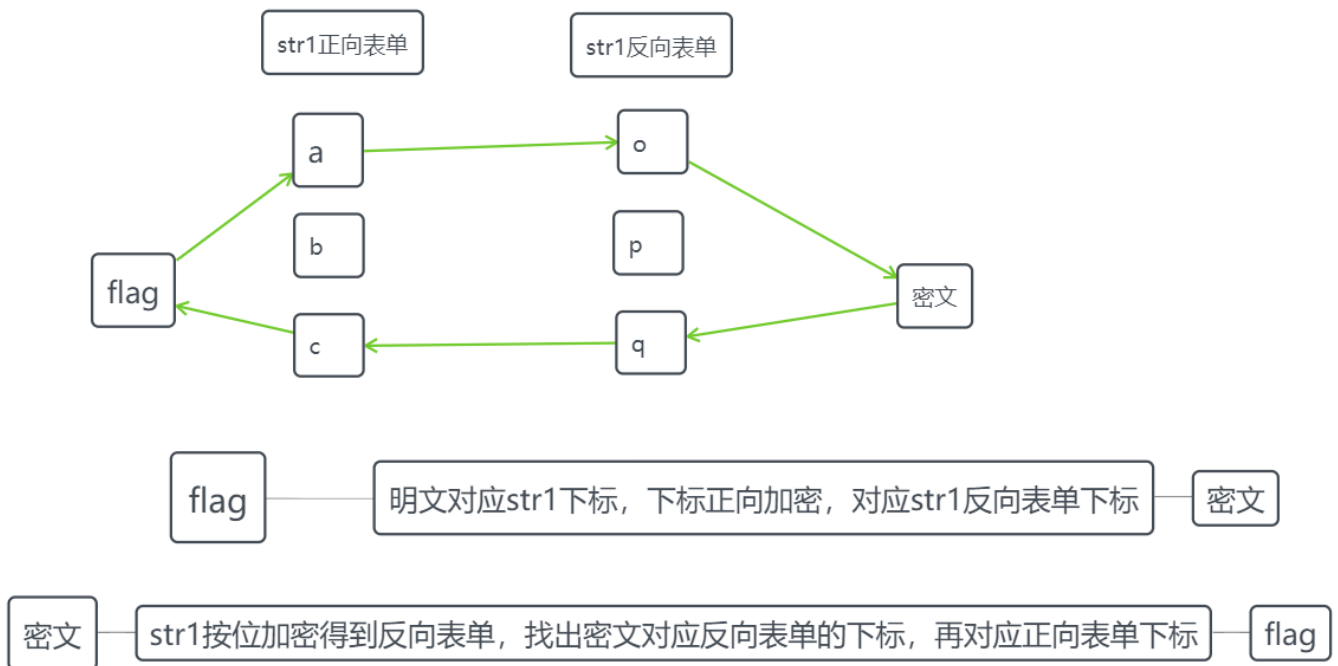 str1正向表单
str1反向表单
a
o
b
p
flag
密文
c
q
flag
明文对应str1下标，下标正向加密，对应str1反向表单下标
密文
密文
str1按位加密得到反向表单，找出密文对应反向表单的下标，再对应正向表单下标
flag